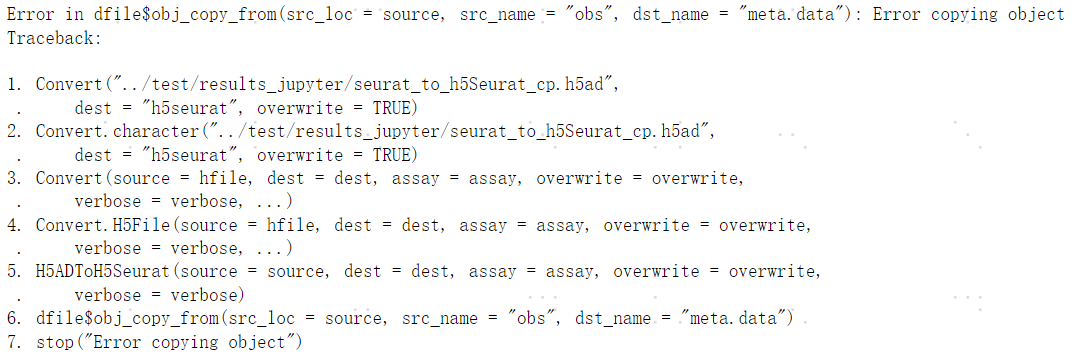 Error in dfile$obj_copy_from(src_loc = source, src_name = "obs", dst_name = "meta.data"): Error copying object
Traceback:
1. Convert("../test/results_jupyter/seurat_to_h5Seurat_cp.h5ad",
.     dest = "h5seurat", overwrite = TRUE)
2. Convert.character("../test/results_jupyter/seurat_to_h5Seurat_cp.h5ad",
.     dest = "h5seurat", overwrite = TRUE)
3. Convert(source = hfile, dest = dest, assay = assay, overwrite = overwrite,
.     verbose = verbose, ...)
4. Convert.H5File(source = hfile, dest = dest, assay = assay, overwrite = overwrite,
.     verbose = verbose, ...)
5. H5ADToH5Seurat(source = source, dest = dest, assay = assay, overwrite = overwrite,
.     verbose = verbose)
6. dfile$obj_copy_from(src_loc = source, src_name = "obs", dst_name = "meta.data")
7. stop("Error copying object")